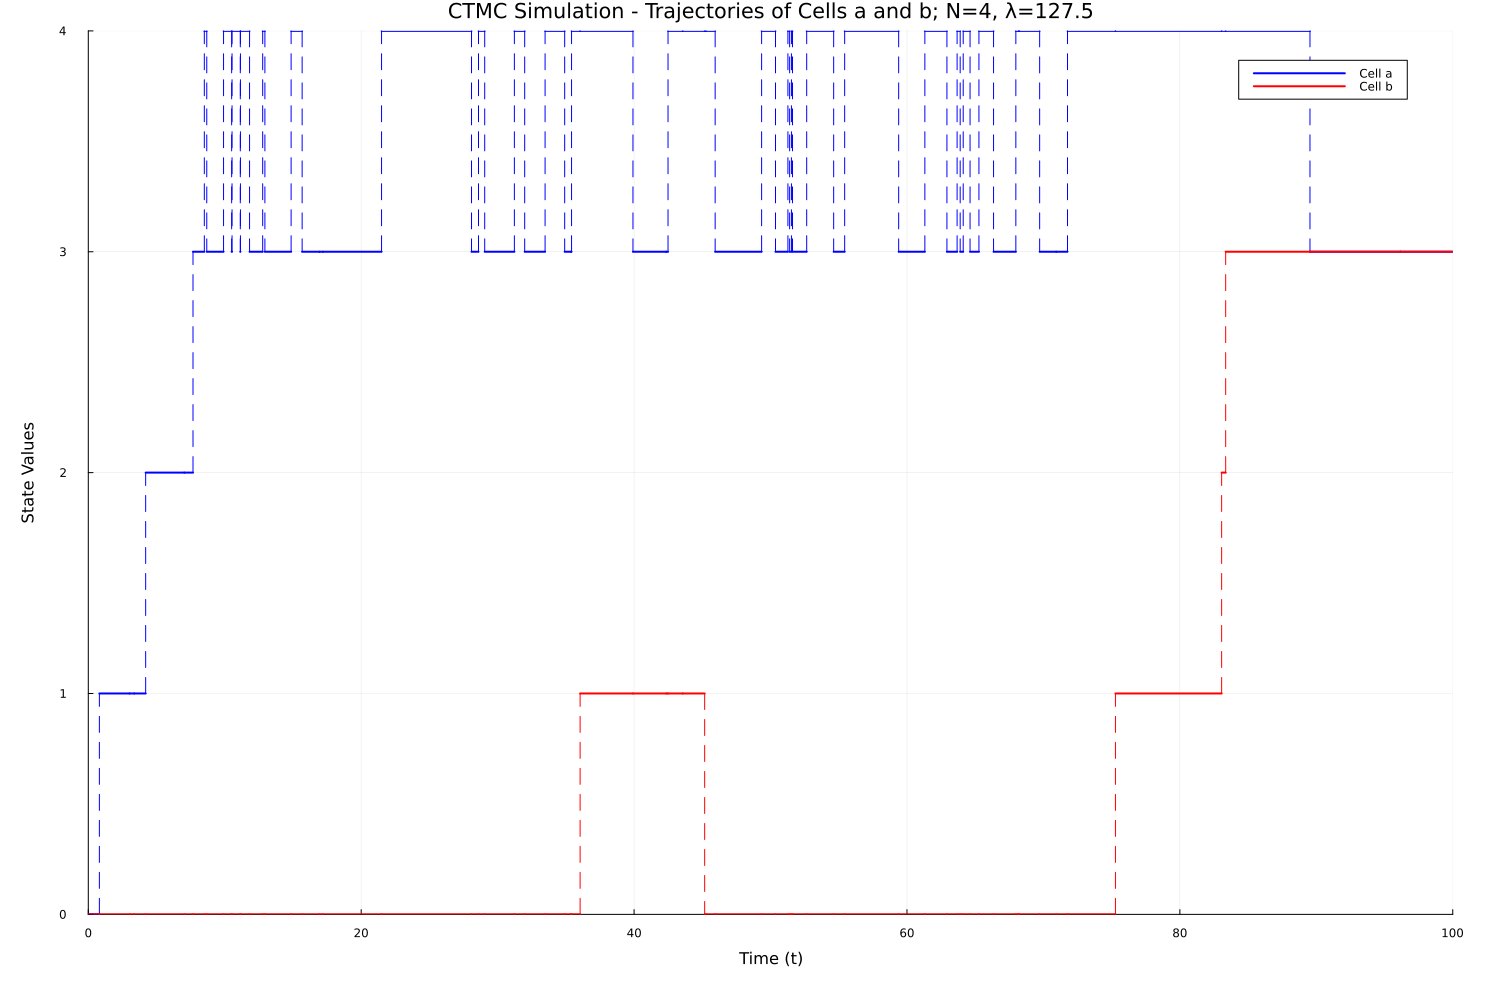 CTMC Simulation - Trajectories of Cells a and b; N=4, λ=127.5
4
Cell a
Cell b
3
State Values
2
1
0
0 20 40 60 80 100
Time (t)